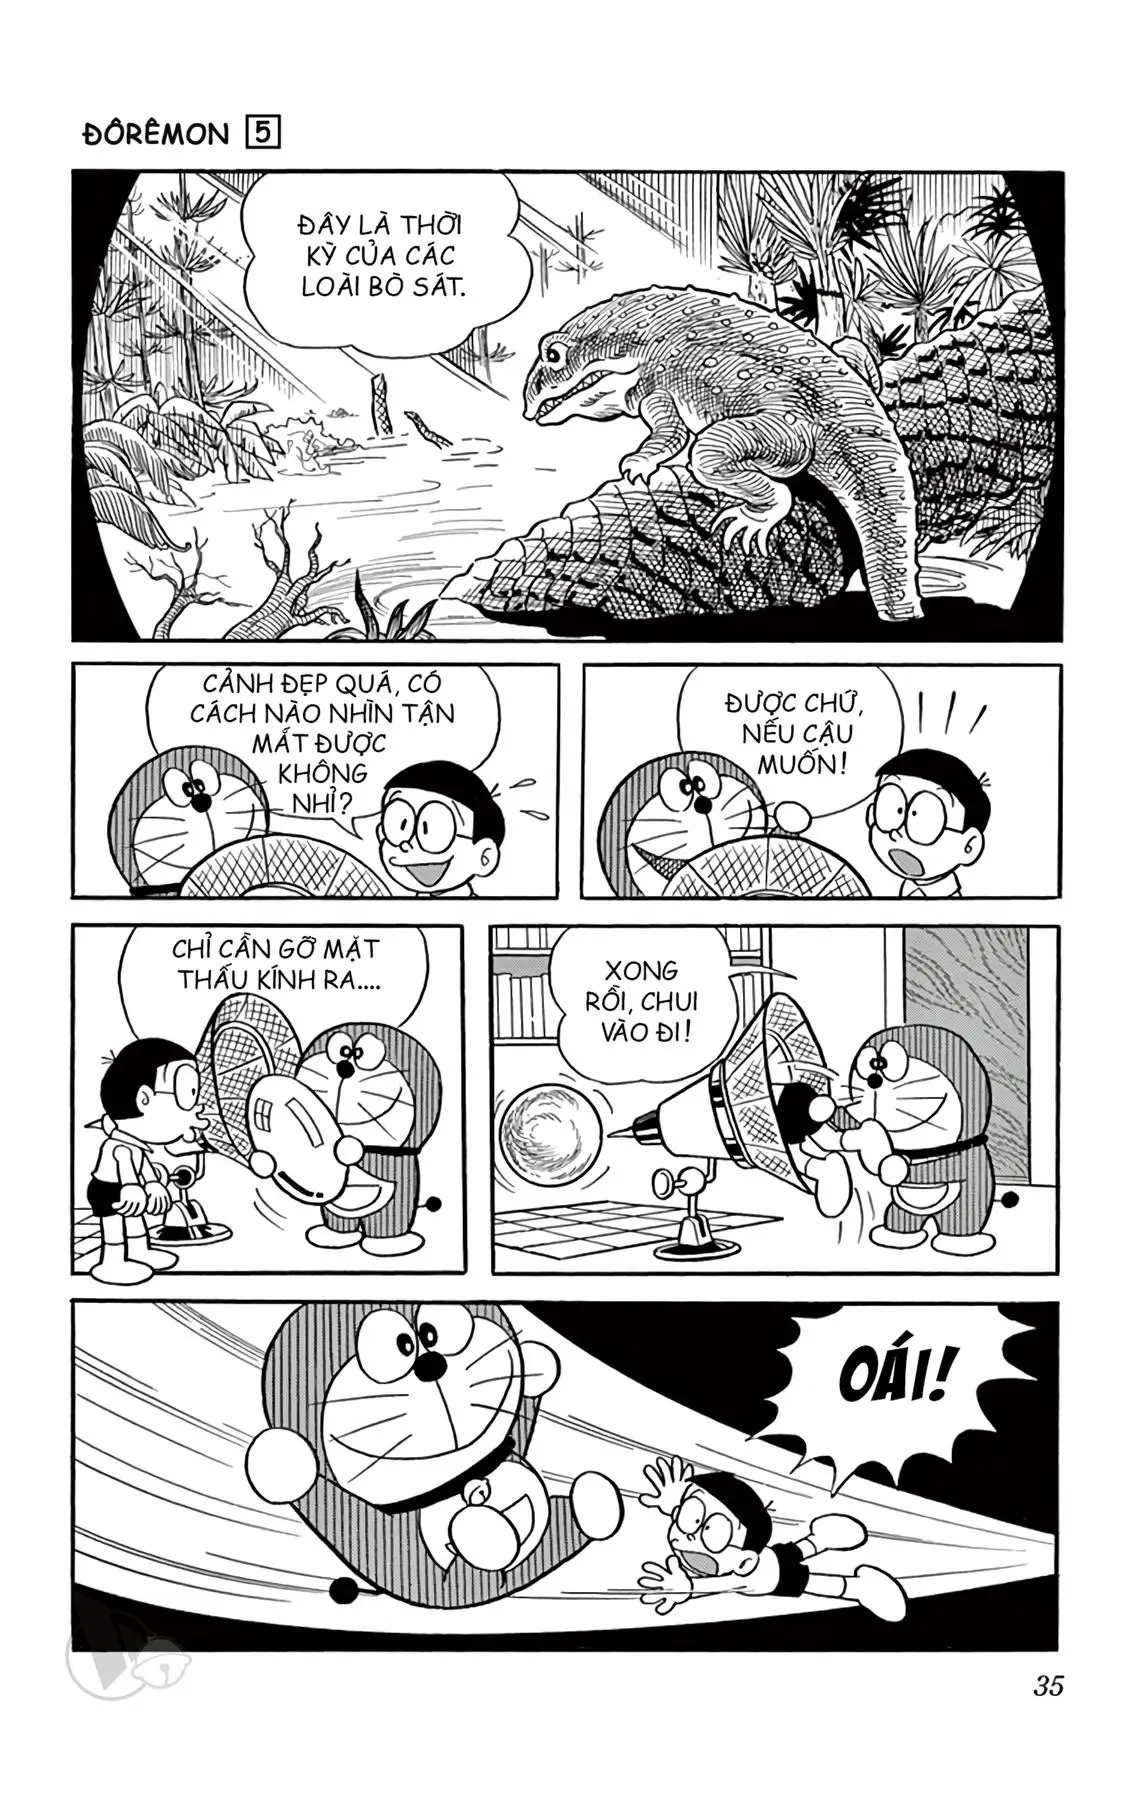 ĐÔRÊMON 5
ĐÂY LÀ THỜI
KỲ CỦA CÁC
LOÀI BÒ SÁT.
CẢNH ĐẸP QUÁ, CÓ
CÁCH NÀO NHÌN TẬN
MẮT ĐƯỢC
KHÔNG
NHỈ?
ĐƯỢC CHỨ,
NẾU CẬU
MUỐN!
CHỈ CẦN GỠ MẶT
THẤU KÍNH RA....
XONG
RỒI, CHUI
VÀO ĐI!
OÁI!
35